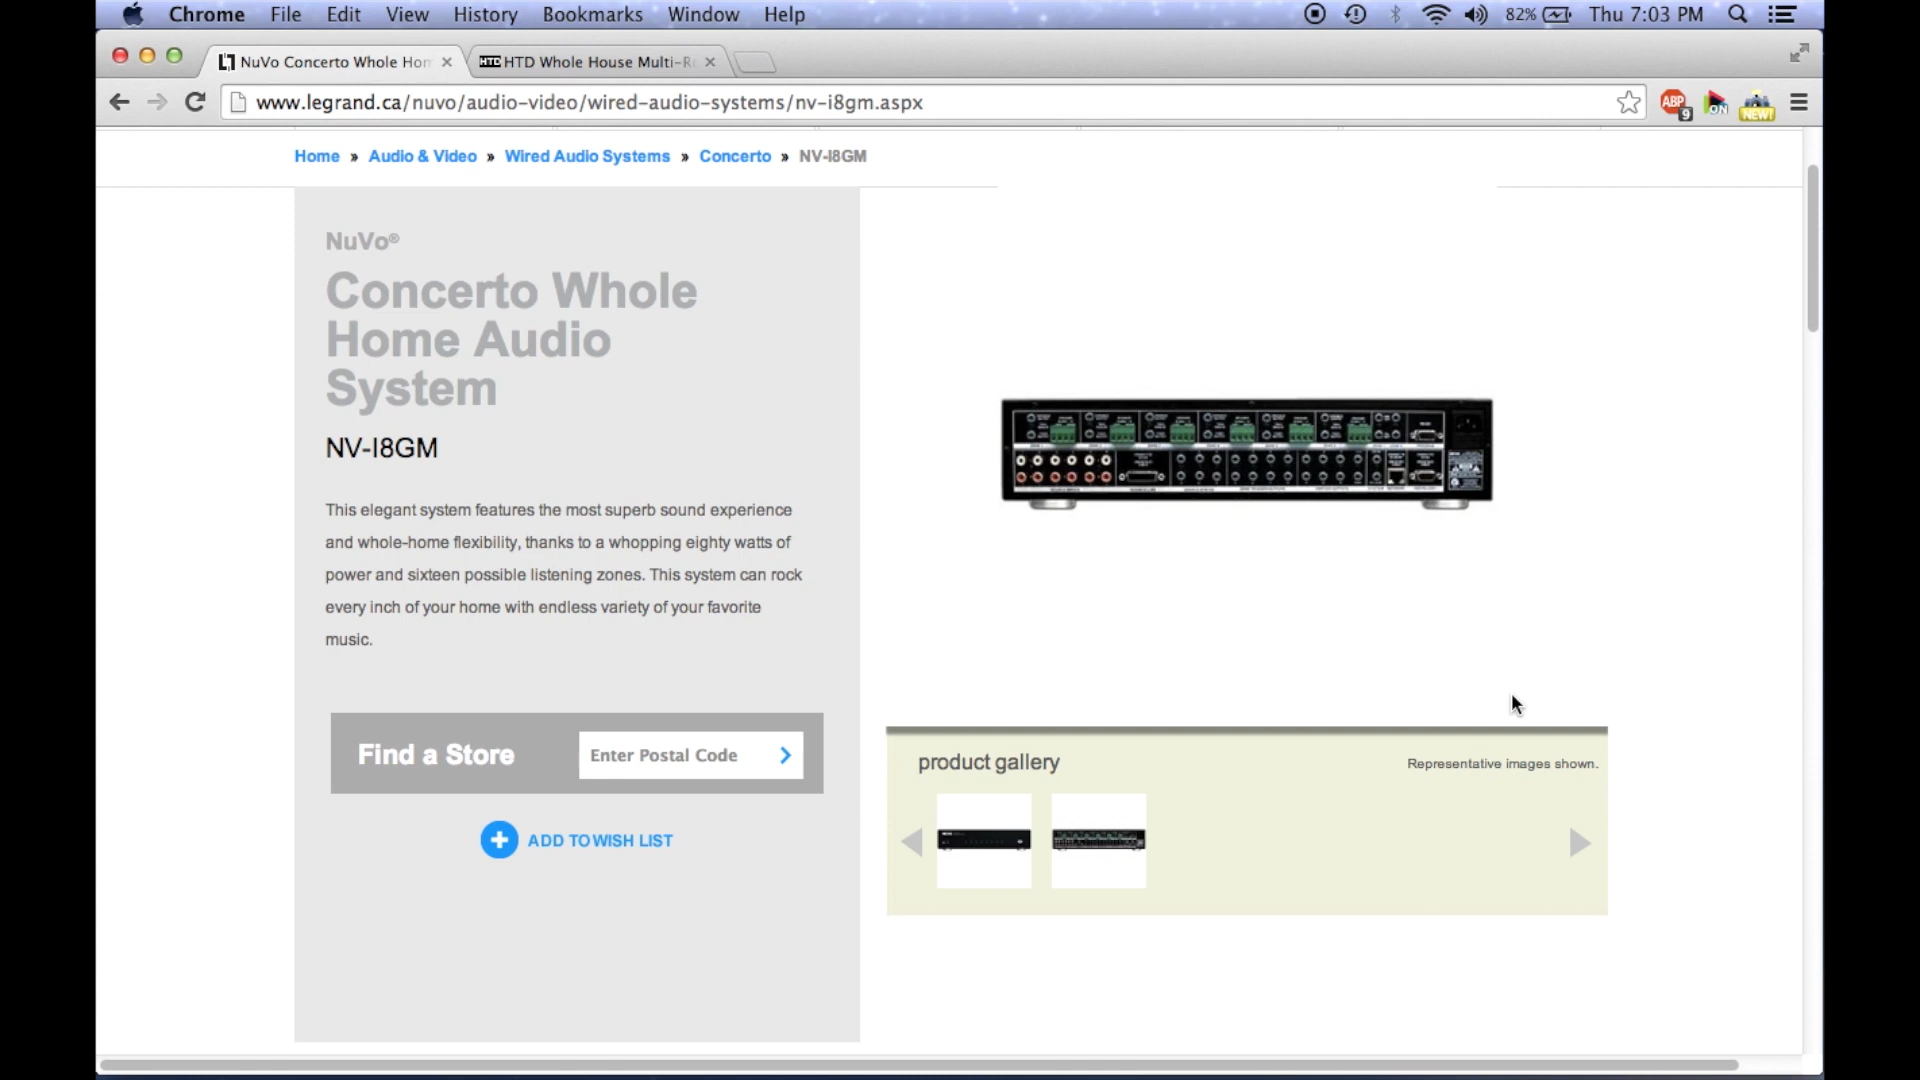 Chrome File Edit View History Bookmarks Window Help 82% Thu 7:03 PM
NuVo Concerto Whole Hom HTD Whole House Multi-R
www.legrand.ca/nuvo/audio-video/wired-audio-systems/nv-i8gm.aspx ABP 9 ON NEW!
Home » Audio & Video » Wired Audio Systems » Concerto » NV-I8GM
NuVo®
Concerto Whole
Home Audio
System
NV-I8GM
This elegant system features the most superb sound experience
and whole-home flexibility, thanks to a whopping eighty watts of
power and sixteen possible listening zones. This system can rock
every inch of your home with endless variety of your favorite
music.
Find a Store Enter Postal Code
ADD TO WISH LIST
product gallery Representative images shown.